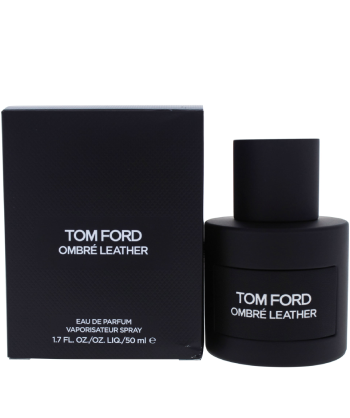 TOM FORD
OMBRÉ LEATHER
EAU DE PARFUM
VAPORISATEUR SPRAY
1.7 FL. OZ./OZ. LIQ./50 ml ℮
TOM FORD
OMBRÉ LEATHER